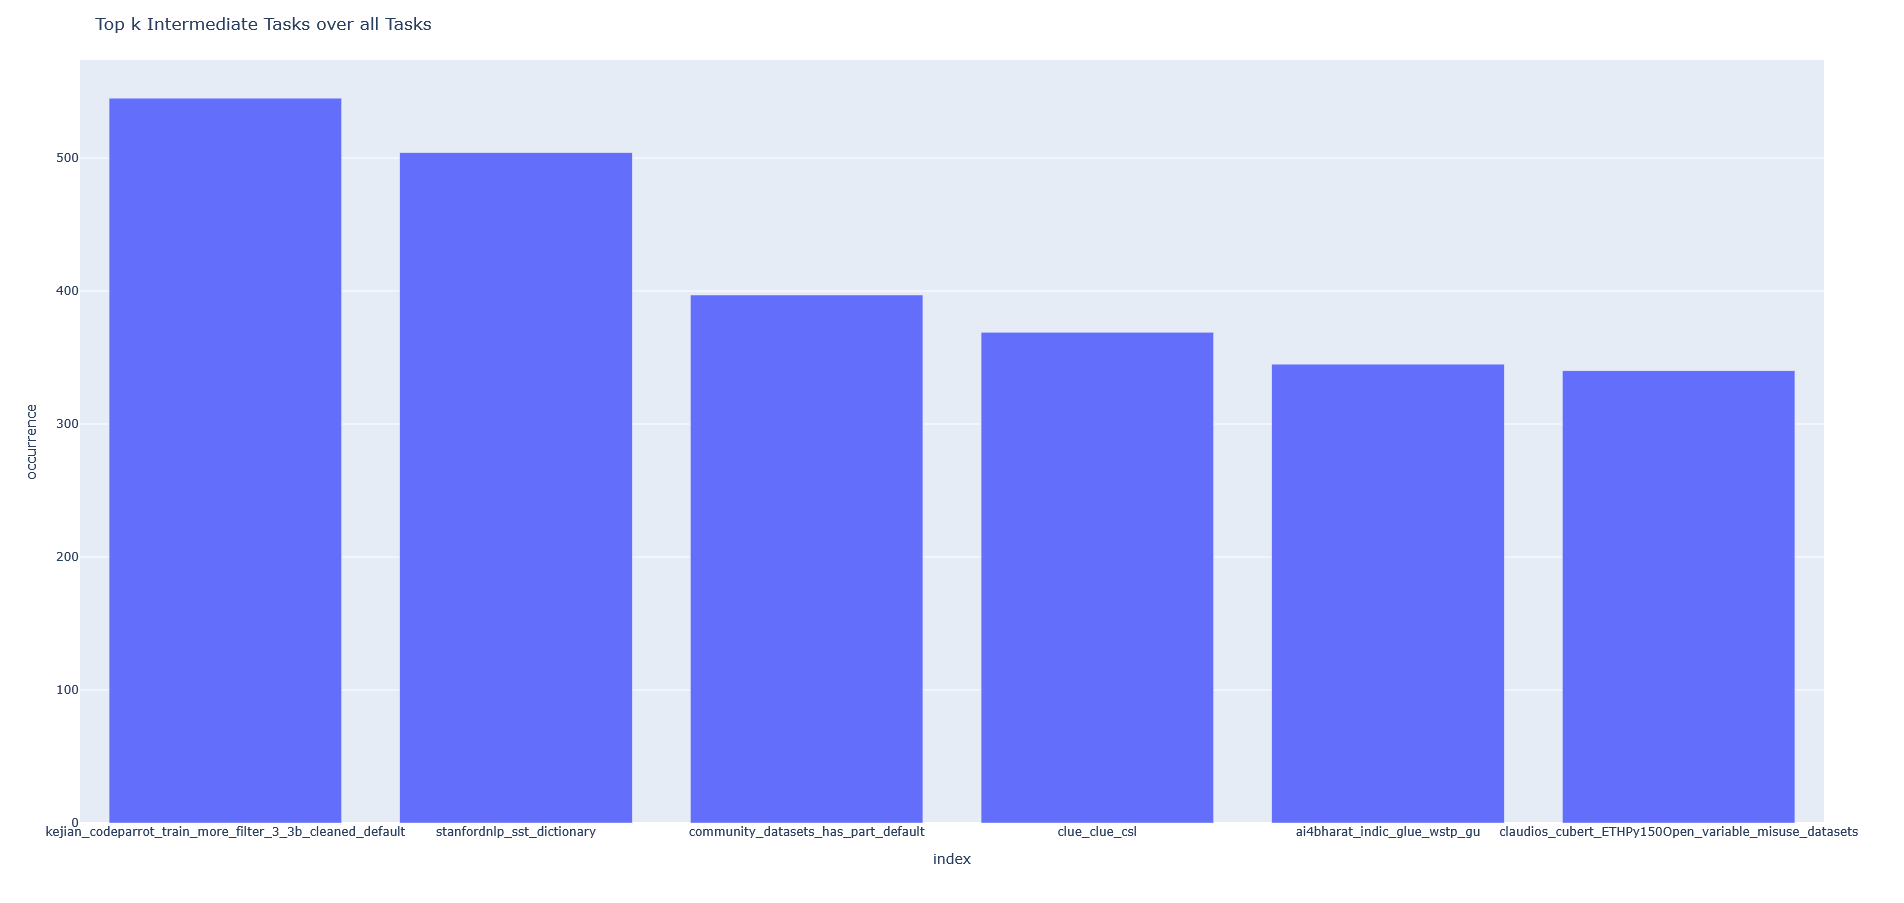 Top k Intermediate Tasks over all Tasks
500
400
300
200
100
0
occurrence
kejian_codeparrot_train_more_filter_3_3b_cleaned_default
stanfordnlp_sst_dictionary
community_datasets_has_part_default
clue_clue_csl
ai4bharat_indic_glue_wstp_gu
claudios_cubert_ETHPy150Open_variable_misuse_datasets
index